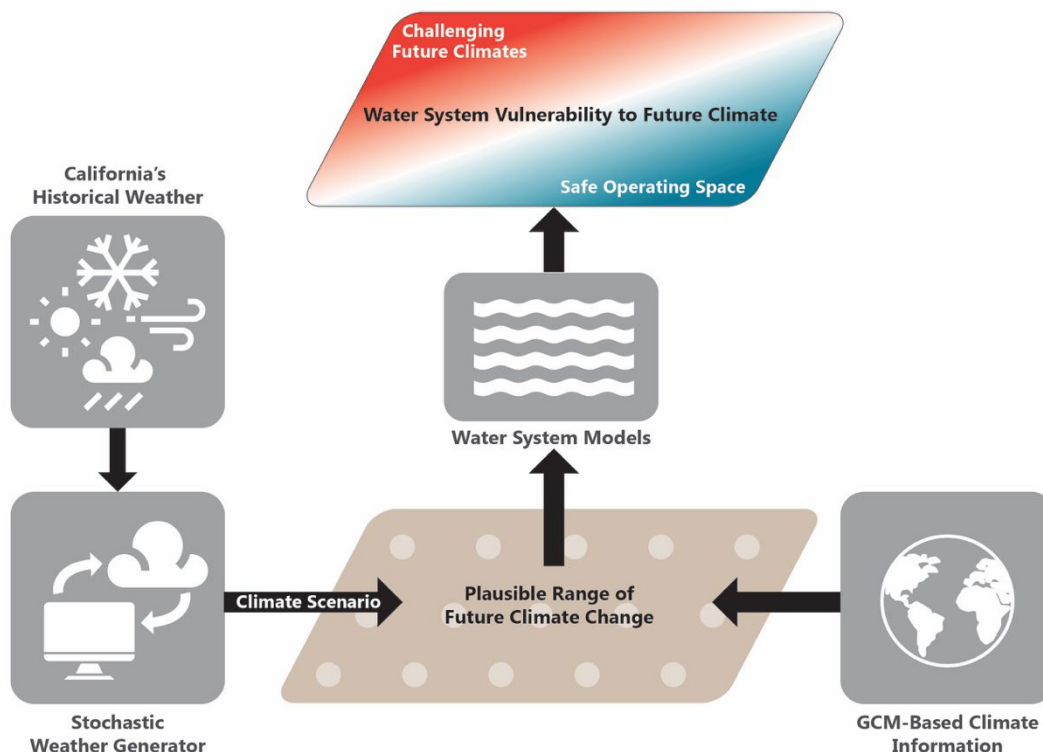 Challenging
Future Climates
Water System Vulnerability to Future Climate
Safe Operating Space
California's
Historical Weather
Water System Models
Climate Scenario
Plausible Range of
Future Climate Change
Stochastic
Weather Generator
GCM-Based Climate
Information